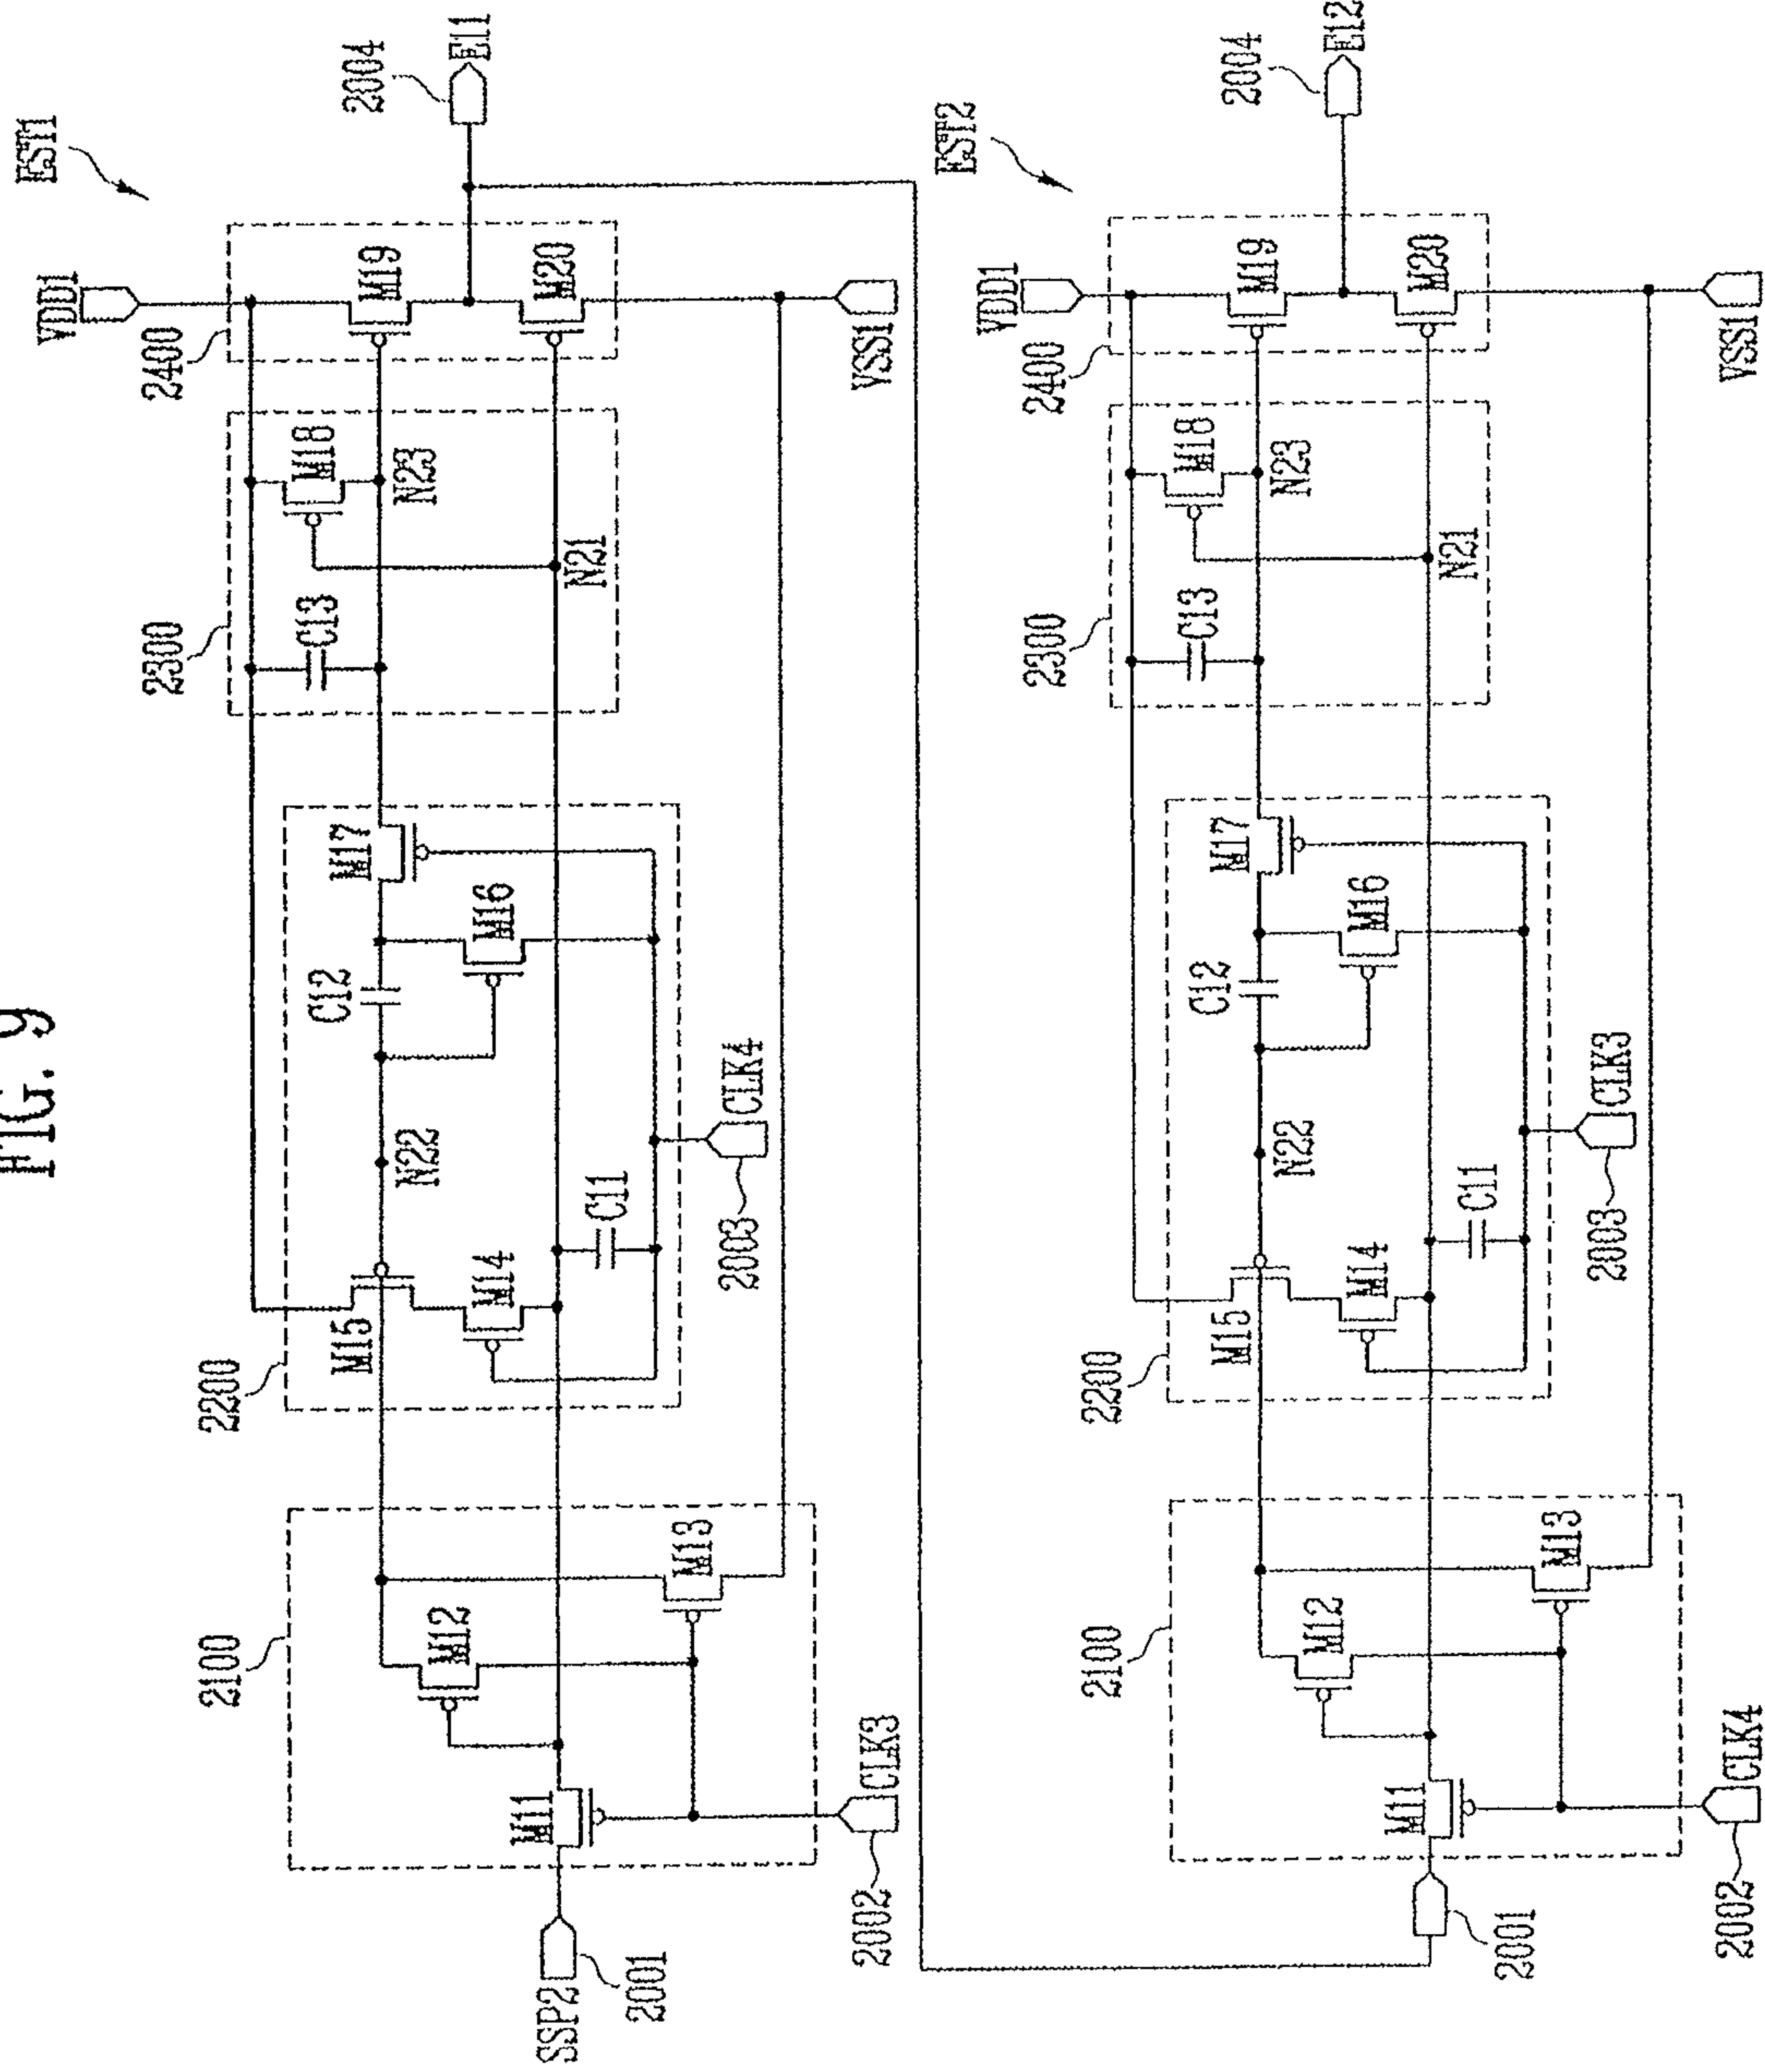 FIG. 9
EST1
VDD1
2004
E11
2400
M19
M20
VSS1
2300
C13
M18
N23
N21
2200
M15
M14
N22
C12
M16
M17
C11
CLK4
2003
2100
M12
M13
M11
CLK3
2002
SSP2
2001
EST2
VDD1
2004
E12
2400
M19
M20
VSS1
2300
C13
M18
N23
N21
2200
M15
M14
N22
C12
M16
M17
C11
CLK3
2003
2100
M12
M13
M11
CLK4
2002
2001